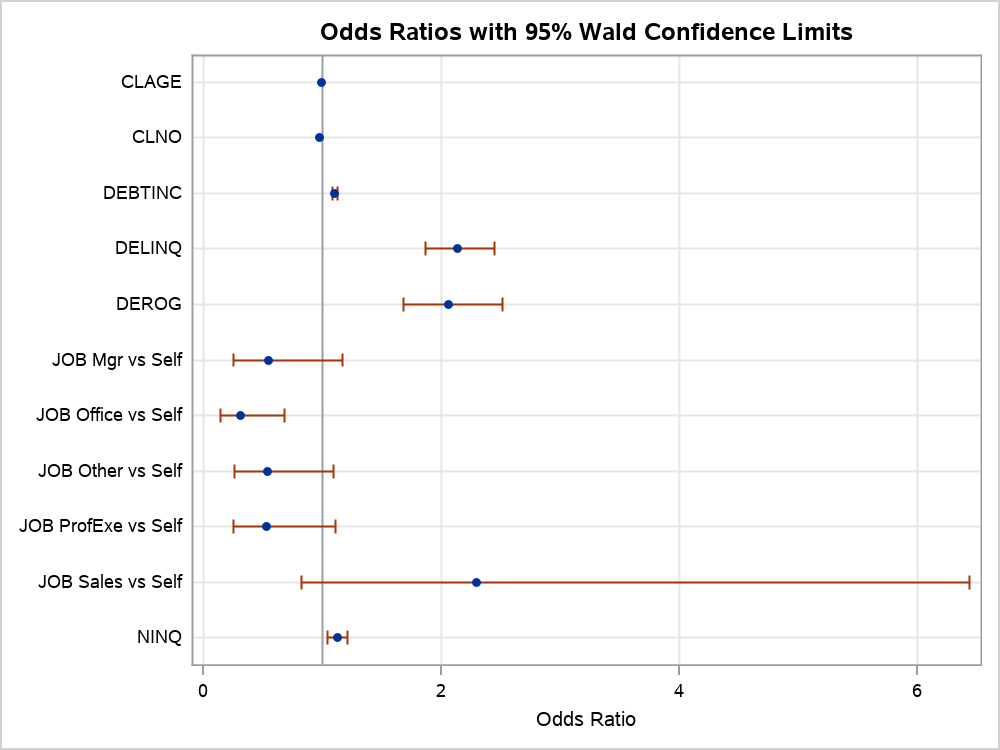 Odds Ratios with 95% Wald Confidence Limits
CLAGE
CLNO
DEBTINC
DELINQ
DEROG
JOB Mgr vs Self
JOB Office vs Self
JOB Other vs Self
JOB ProfExe vs Self
JOB Sales vs Self
NINQ
0 2 4 6
Odds Ratio